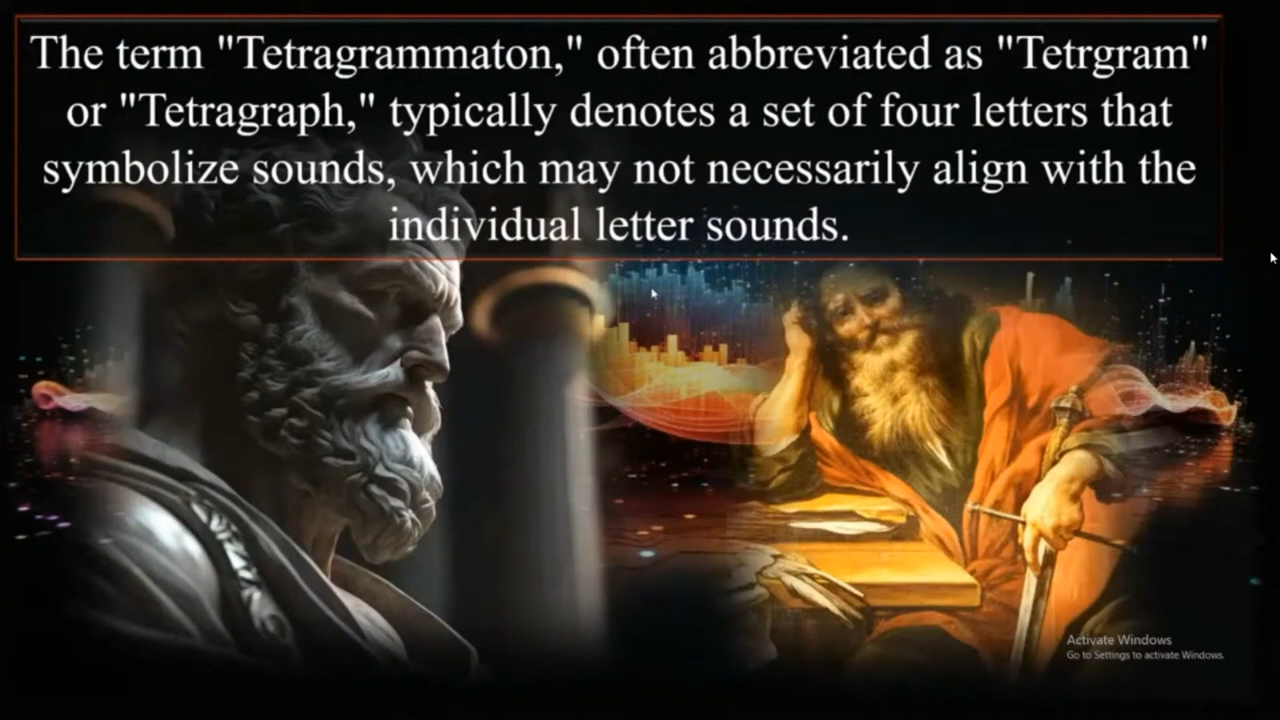 The term "Tetragrammaton," often abbreviated as "Tetrgram"
or "Tetragraph," typically denotes a set of four letters that
symbolize sounds, which may not necessarily align with the
individual letter sounds.
Activate Windows
Go to Settings to activate Windows.